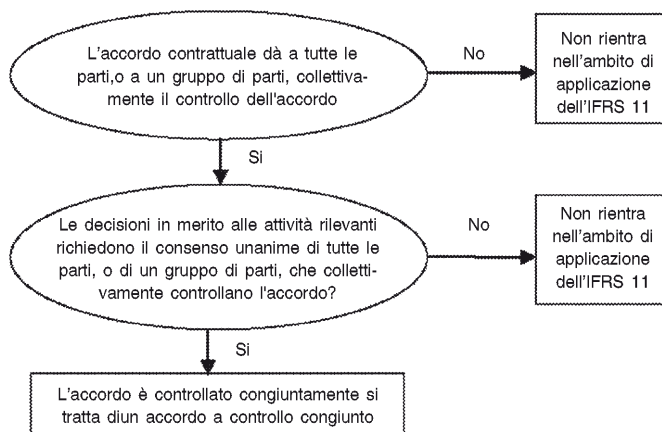 L'accordo contrattuale dà a tutte le
parti,o a un gruppo di parti, collettiva-
mente il controllo dell'accordo
No
Non rientra
nell'ambito di
applicazione
dell'IFRS 11
Si
Le decisioni in merito alle attività rilevanti
richiedono il consenso unanime di tutte le
parti, o di un gruppo di parti, che colletti-
vamente controllano l'accordo?
No
Non rientra
nell'ambito di
applicazione
dell'IFRS 11
Si
L'accordo è controllato congiuntamente si
tratta diun accordo a controllo congiunto